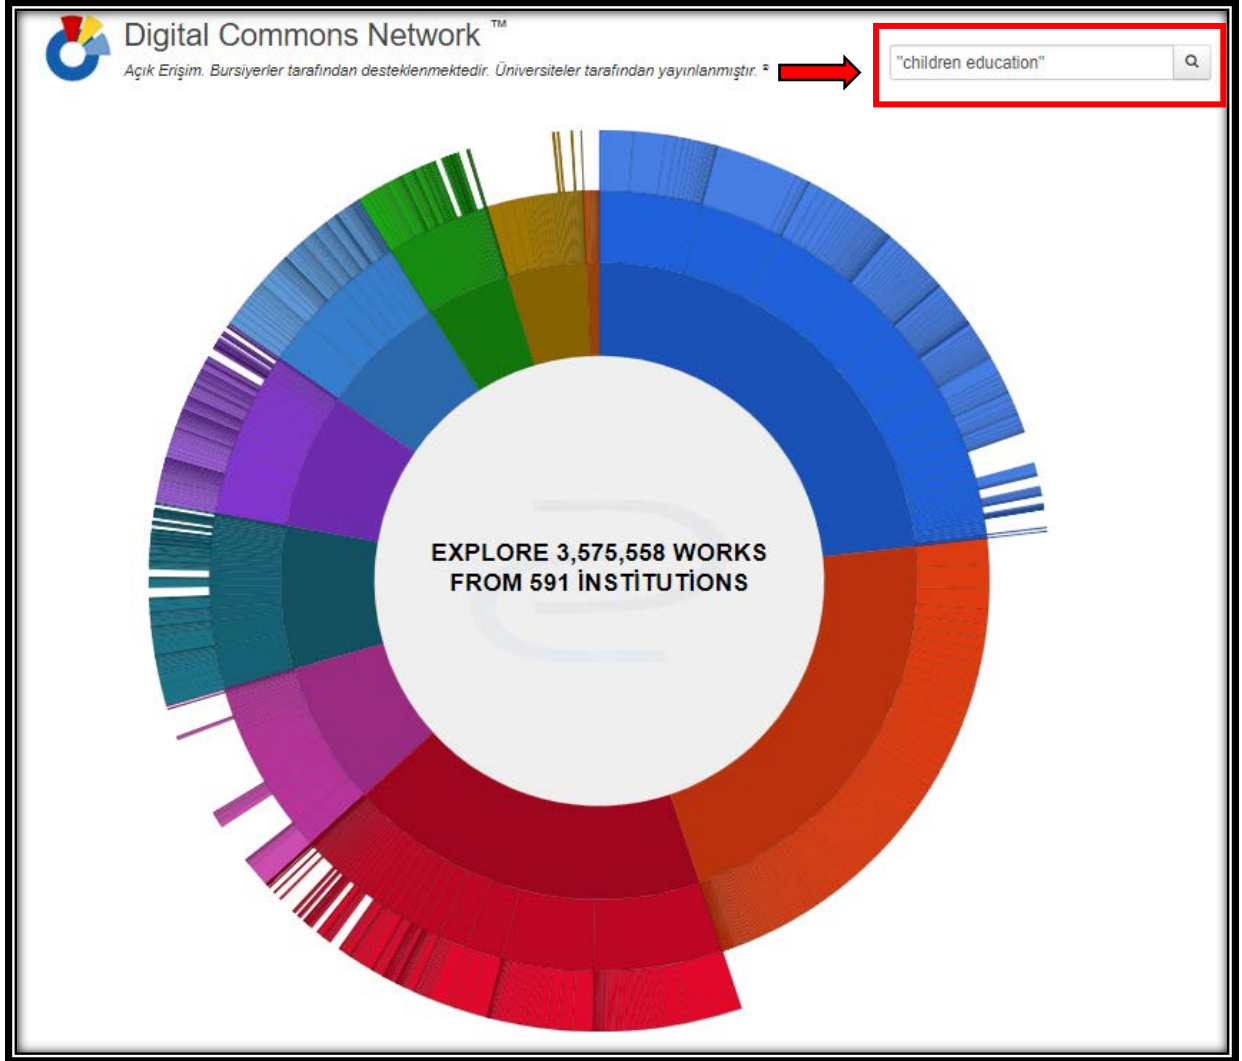 Digital Commons Network ™
Açık Erişim. Bursiyerler tarafından desteklenmektedir. Üniversiteler tarafından yayınlanmıştır.
"children education"
EXPLORE 3,575,558 WORKS
FROM 591 İNSTİTUTİONS